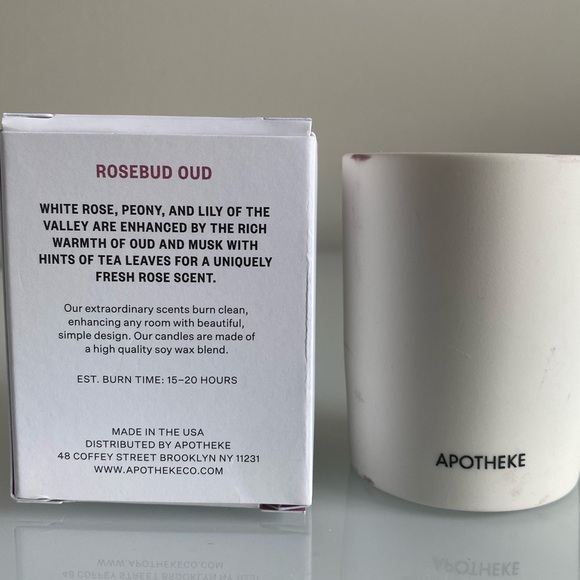 ROSEBUD OUD
WHITE ROSE, PEONY, AND LILY OF THE
VALLEY ARE ENHANCED BY THE RICH
WARMTH OF OUD AND MUSK WITH
HINTS OF TEA LEAVES FOR A UNIQUELY
FRESH ROSE SCENT.
Our extraordinary scents burn clean,
enhancing any room with beautiful,
simple design. Our candles are made of
a high quality soy wax blend.
EST. BURN TIME: 15–20 HOURS
MADE IN THE USA
DISTRIBUTED BY APOTHEKE
48 COFFEY STREET BROOKLYN NY 11231
WWW.APOTHEKECO.COM
APOTHEKE